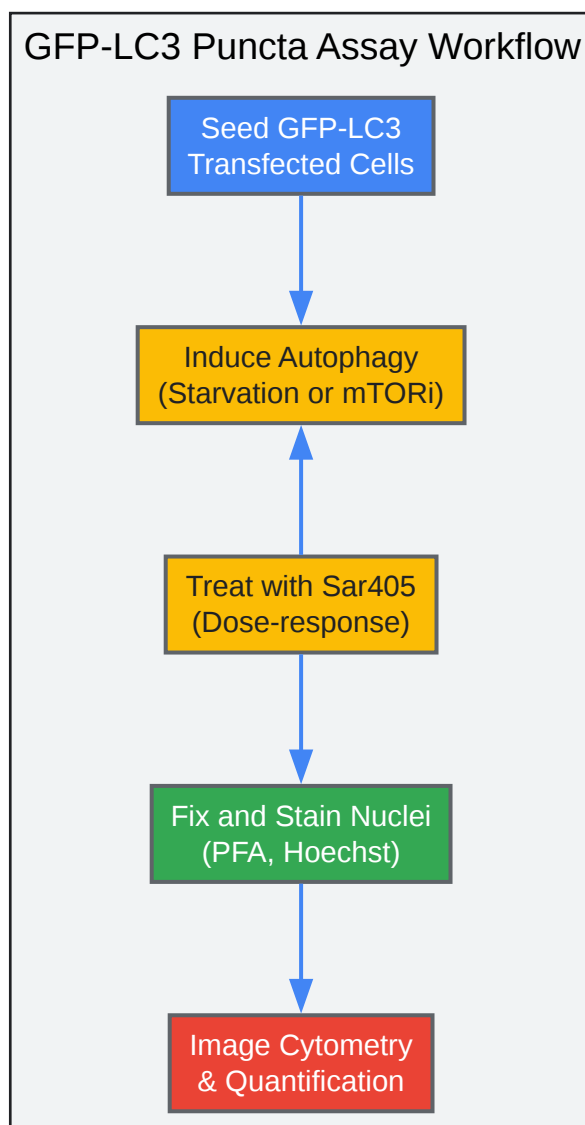 GFP-LC3 Puncta Assay Workflow
Seed GFP-LC3
Transfected Cells
Induce Autophagy
(Starvation or mTORi)
Treat with Sar405
(Dose-response)
Fix and Stain Nuclei
(PFA, Hoechst)
Image Cytometry
& Quantification